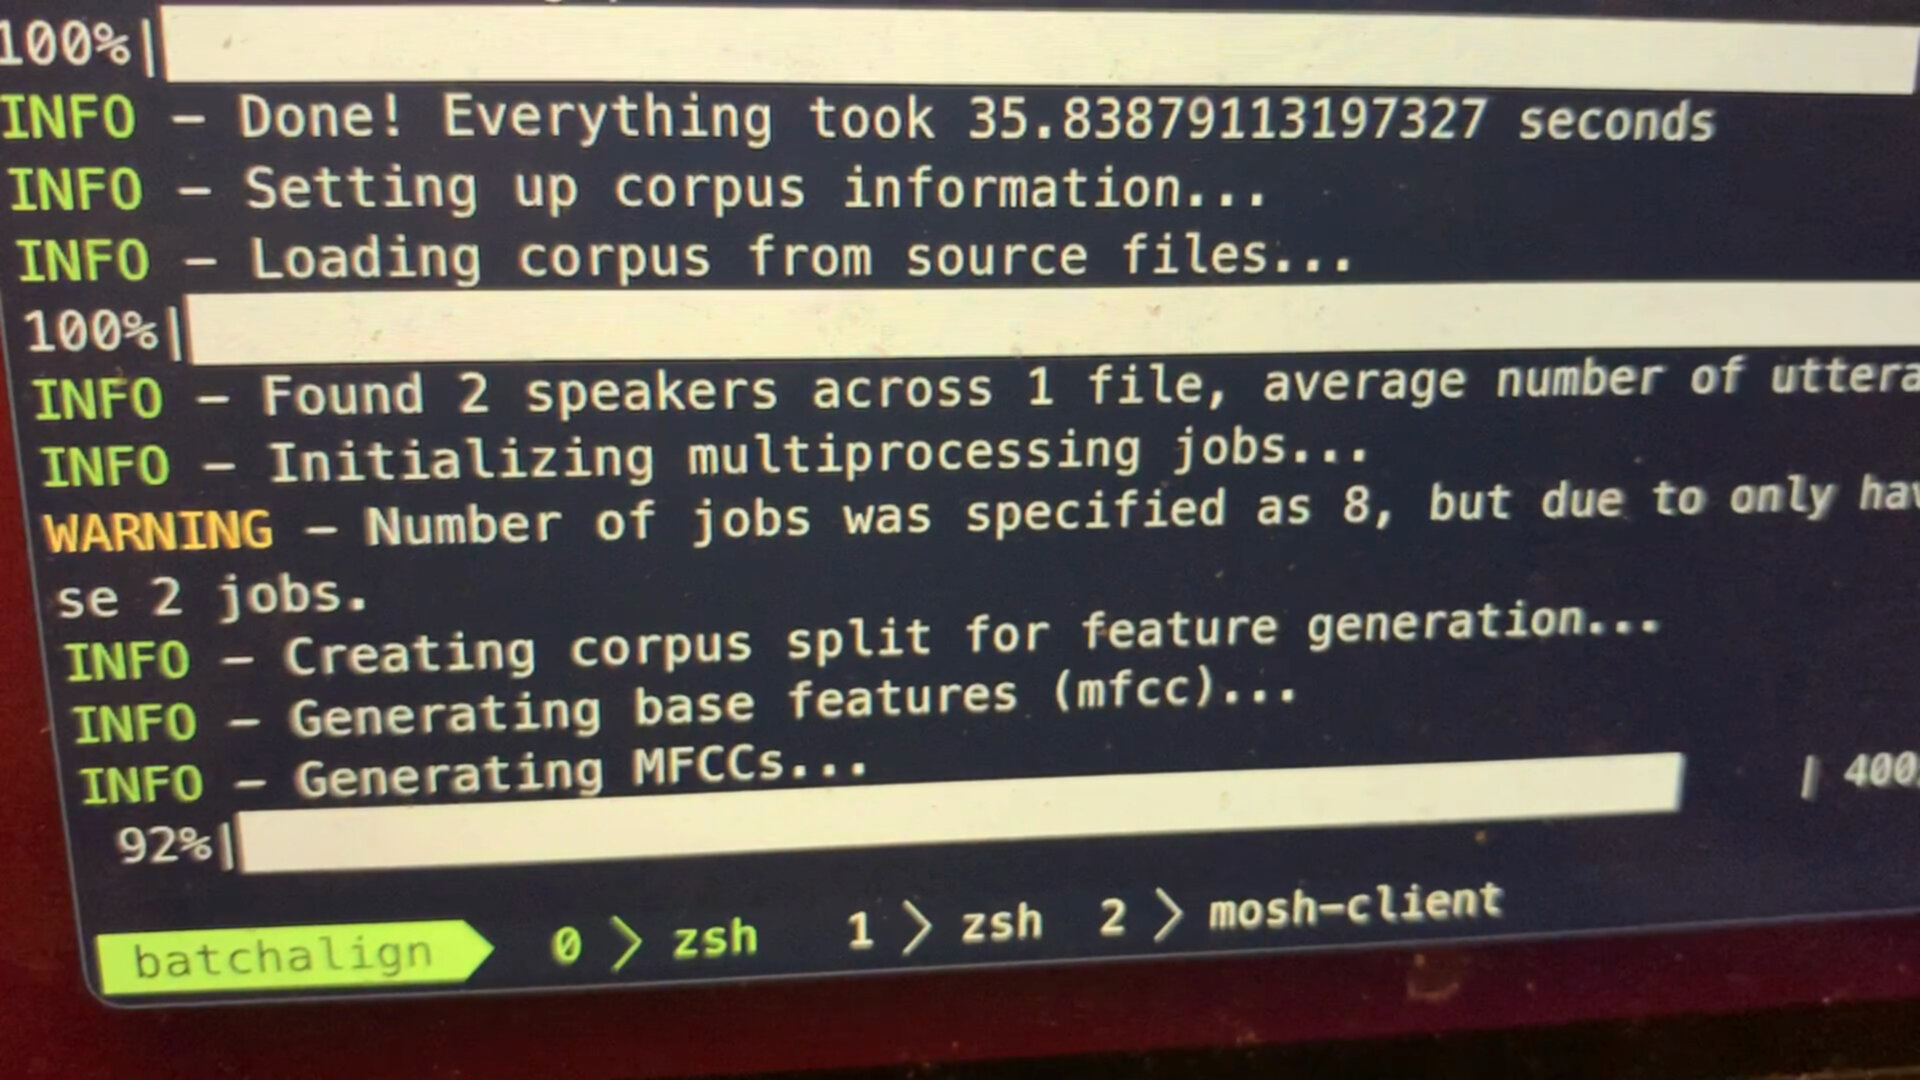 100%|
INFO - Done! Everything took 35.83879113197327 seconds
INFO - Setting up corpus information...
INFO - Loading corpus from source files...
100%|
INFO - Found 2 speakers across 1 file, average number of
INFO - Initializing multiprocessing jobs...
WARNING - Number of jobs was specified as 8, but due to only
se 2 jobs.
INFO - Creating corpus split for feature generation...
INFO - Generating base features (mfcc)...
INFO - Generating MFCCs...
92%| | 400
batchalign 0 > zsh 1 > zsh 2 > mosh-client